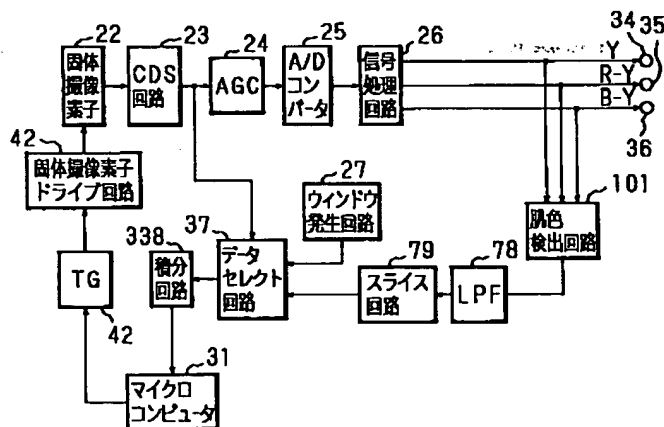 22
23
24
25
26
34
35
固体
撮像
素子
CDS
回路
AGC
A/D
コン
バータ
信号
処理
回路
Y
R-Y
B-Y
36
42
固体撮像素子
ドライブ回路
27
ウィンドウ
発生回路
101
肌色
検出回路
338
積分
回路
37
データ
セレクト
回路
79
スライス
回路
78
LPF
TG
42
31
マイクロ
コンピュータ